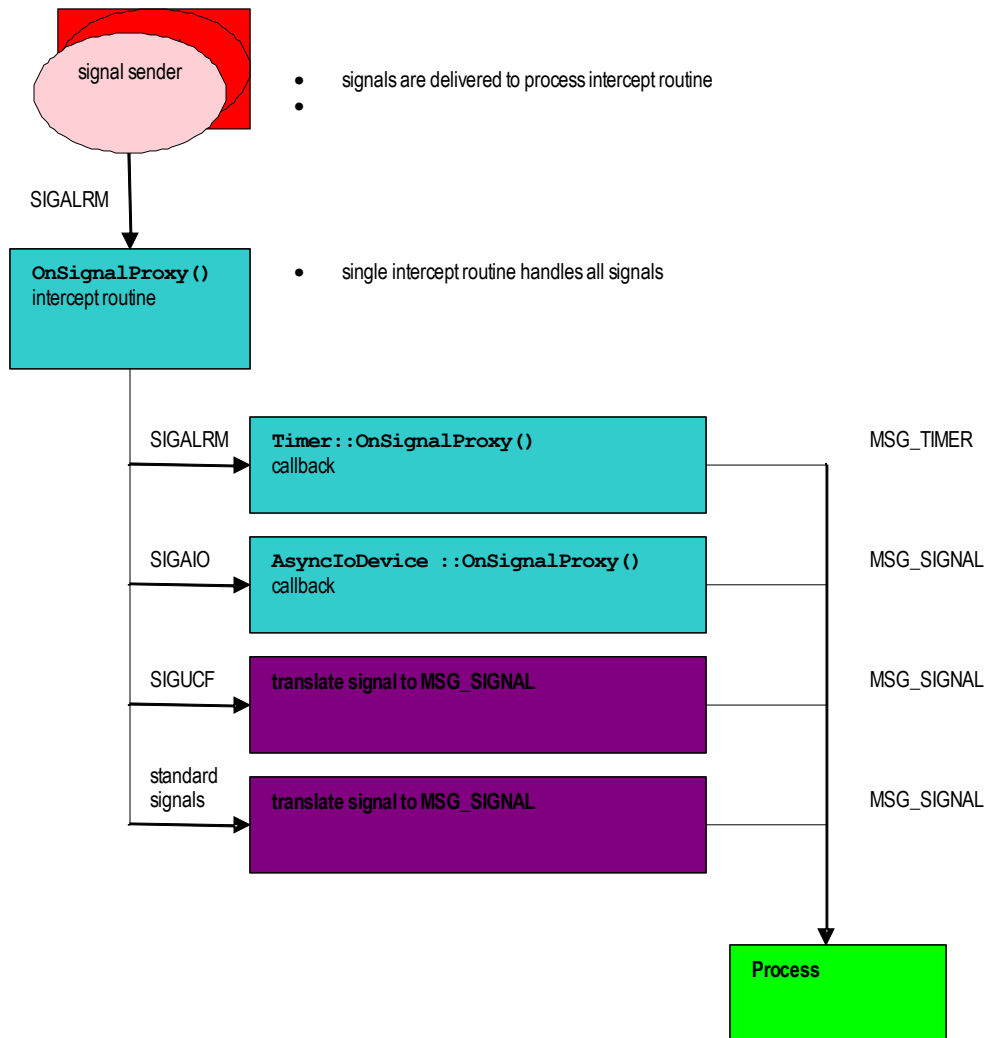 signal sender
• signals are delivered to process intercept routine
•
SIGALRM
OnSignalProxy()
intercept routine
• single intercept routine handles all signals
SIGALRM
Timer::OnSignalProxy()
callback
MSG_TIMER
SIGAIO
AsyncIoDevice ::OnSignalProxy()
callback
MSG_SIGNAL
SIGUCF
translate signal to MSG_SIGNAL
MSG_SIGNAL
standard
signals
translate signal to MSG_SIGNAL
MSG_SIGNAL
Process